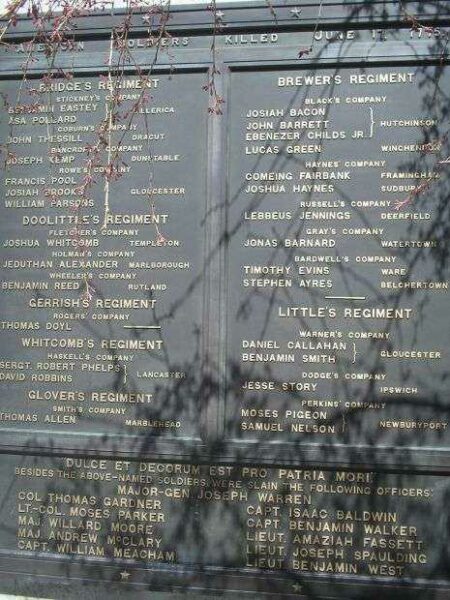 AMERICAN SOLDIERS KILLED JUNE 17, 1775
BRIDGE'S REGIMENT
STICKNEY'S COMPANY
BENJAMIN EASTEY
BILLERICA
ASA POLLARD
COBURN'S COMPANY
JOHN THESSILL DRACUT
BANCROFT'S COMPANY
JOSEPH KEMP DUNSTABLE
ROWE'S COMPANY
FRANCIS POOL
JOSIAH BROOKS GLOUCESTER
WILLIAM PARSONS
DOOLITTLE'S REGIMENT
FLETCHER'S COMPANY
JOSHUA WHITCOMB TEMPLETON
HOLMAN'S COMPANY
JEDUTHAN ALEXANDER MARLBOROUGH
WHEELER'S COMPANY
BENJAMIN REED RUTLAND
GERRISH'S REGIMENT
ROGERS' COMPANY
THOMAS DOYL
WHITCOMB'S REGIMENT
HASKELL'S COMPANY
SERGT. ROBERT PHELPS
LANCASTER
DAVID ROBBINS
GLOVER'S REGIMENT
SMITH'S COMPANY
THOMAS ALLEN MARBLEHEAD
BREWER'S REGIMENT
BLACK'S COMPANY
JOSIAH BACON
JOHN BARRETT HUTCHINSON
EBENEZER CHILDS JR.
LUCAS GREEN WINCHENDON
HAYNE'S COMPANY
COMEING FAIRBANK FRAMINGHAM
JOSHUA HAYNES SUDBURY
RUSSELL'S COMPANY
LEBBEUS JENNINGS DEERFIELD
GRAY'S COMPANY
JONAS BARNARD WATERTOWN
BARDWELL'S COMPANY
TIMOTHY EVINS WARE
STEPHEN AYRES BELCHERTOWN
LITTLE'S REGIMENT
WARNER'S COMPANY
DANIEL CALLAHAN
GLOUCESTER
BENJAMIN SMITH
DODGE'S COMPANY
JESSE STORY IPSWICH
PERKINS' COMPANY
MOSES PIGEON
NEWBURYPORT
SAMUEL NELSON
DULCE ET DECORUM EST PRO PATRIA MORI.
BESIDES THE ABOVE-NAMED SOLDIERS, WERE SLAIN THE FOLLOWING OFFICERS:
MAJOR-GEN. JOSEPH WARREN.
COL. THOMAS GARDNER
LT.-COL. MOSES PARKER
MAJ. WILLARD MOORE
MAJ. ANDREW McCLARY
CAPT. WILLIAM MEACHAM
CAPT. ISAAC BALDWIN
CAPT. BENJAMIN WALKER
LIEUT. AMAZIAH FASSETT
LIEUT. JOSEPH SPAULDING
LIEUT. BENJAMIN WEST